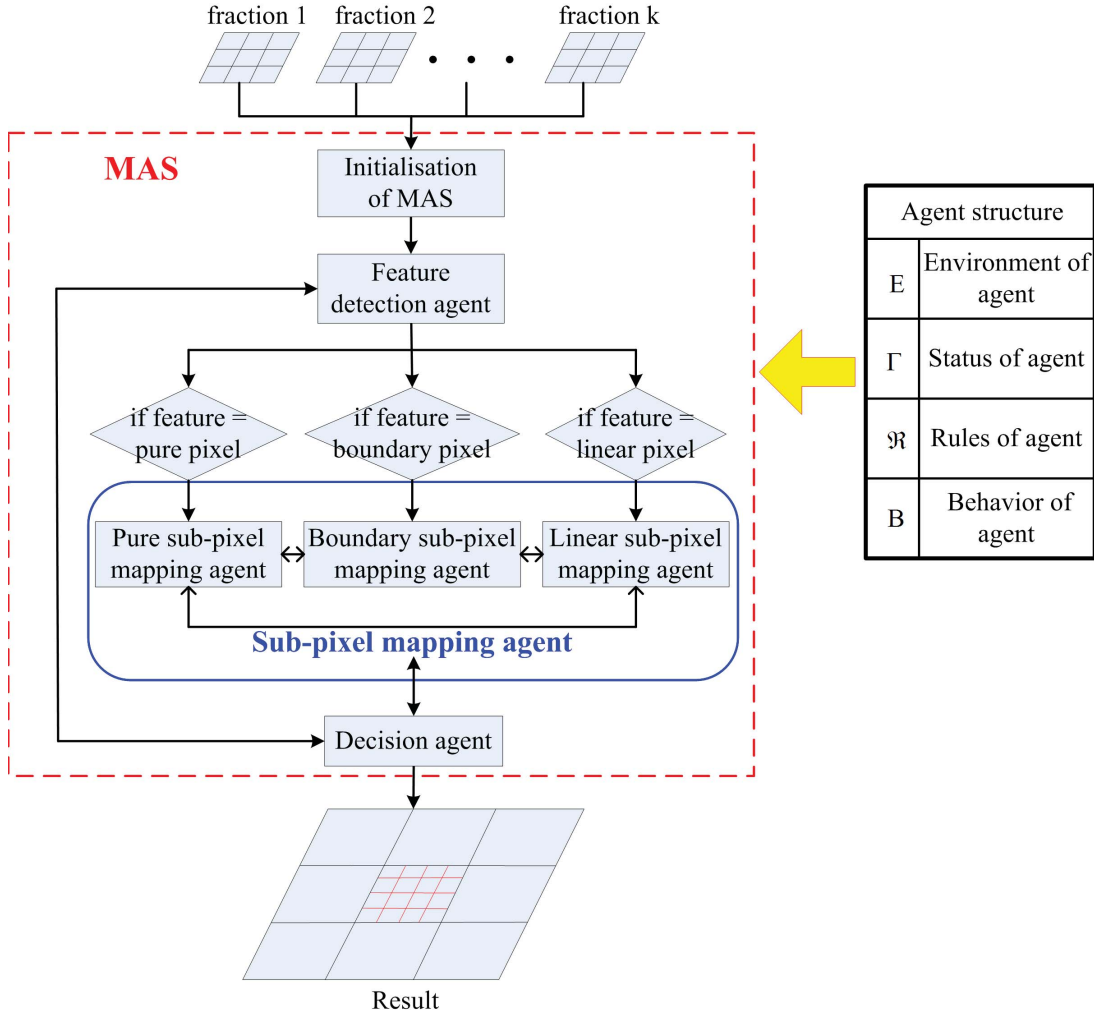 fraction 1
fraction 2
fraction k
MAS
Initialisation
of MAS
Feature
detection agent
if feature =
pure pixel
if feature =
boundary pixel
if feature =
linear pixel
Pure sub-pixel
mapping agent
Boundary sub-pixel
mapping agent
Linear sub-pixel
mapping agent
Sub-pixel mapping agent
Decision agent
Result
Agent structure
E
Environment of
agent
Γ
Status of agent
ℜ
Rules of agent
B
Behavior of
agent